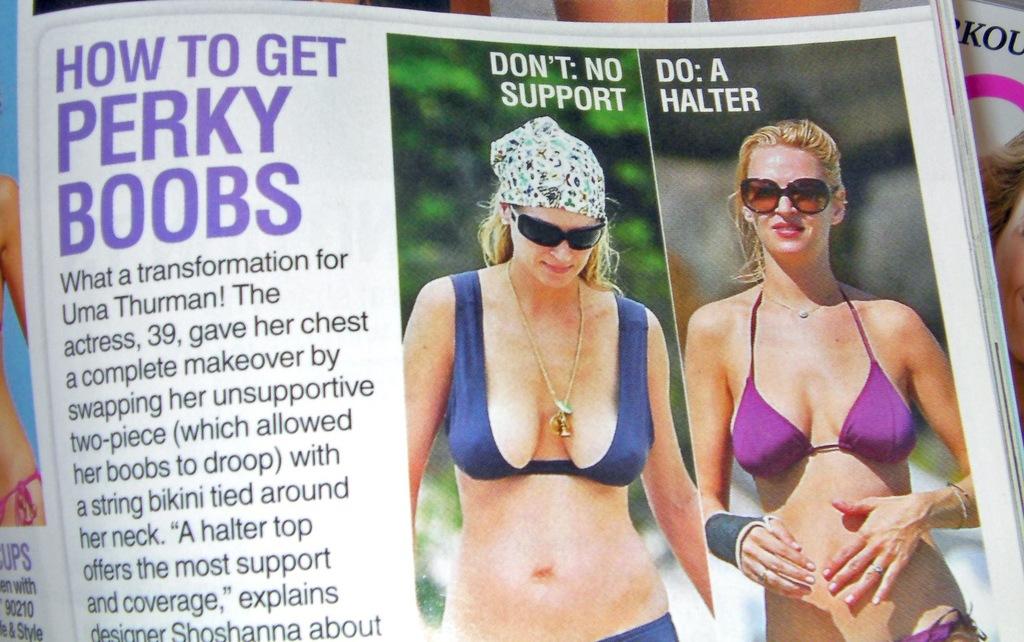 HOW TO GET
PERKY
BOOBS
What a transformation for
Uma Thurman! The
actress, 39, gave her chest
a complete makeover by
swapping her unsupportive
two-piece (which allowed
her boobs to droop) with
a string bikini tied around
her neck. “A halter top
offers the most support
and coverage,” explains
designer Shoshanna about
DON'T: NO
SUPPORT
DO: A
HALTER
CUPS
en with
90210
& Style
RKOU